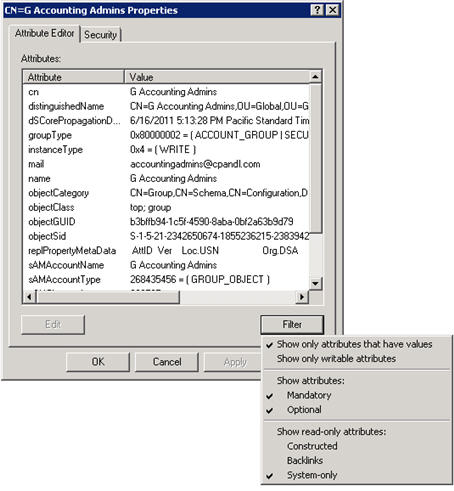 CN=G Accounting Admins Properties
Attribute Editor Security
Attributes:
Attribute Value
cn G Accounting Admins
distinguishedName CN=G Accounting Admins,OU=Global,OU=G
dSCorePropagationD... 6/16/2011 5:13:28 PM Pacific Standard Tim
groupType 0x80000002 = ( ACCOUNT_GROUP | SECU
instanceType 0x4 = ( WRITE )
mail accountingadmins@cpandl.com
name G Accounting Admins
objectCategory CN=Group,CN=Schema,CN=Configuration,D
objectClass top; group
objectGUID b3bffb94-1c5f-4590-8aba-0bf2a63b9d79
objectSid S-1-5-21-2342650674-1855236215-2383942
replPropertyMetaData AttID Ver Loc.USN Org.DSA
sAMAccountName G Accounting Admins
sAMAccountType 268435456 = ( GROUP_OBJECT )
Edit Filter
OK Cancel Apply
Show only attributes that have values
Show only writable attributes
Show attributes:
Mandatory
Optional
Show read-only attributes:
Constructed
Backlinks
System-only